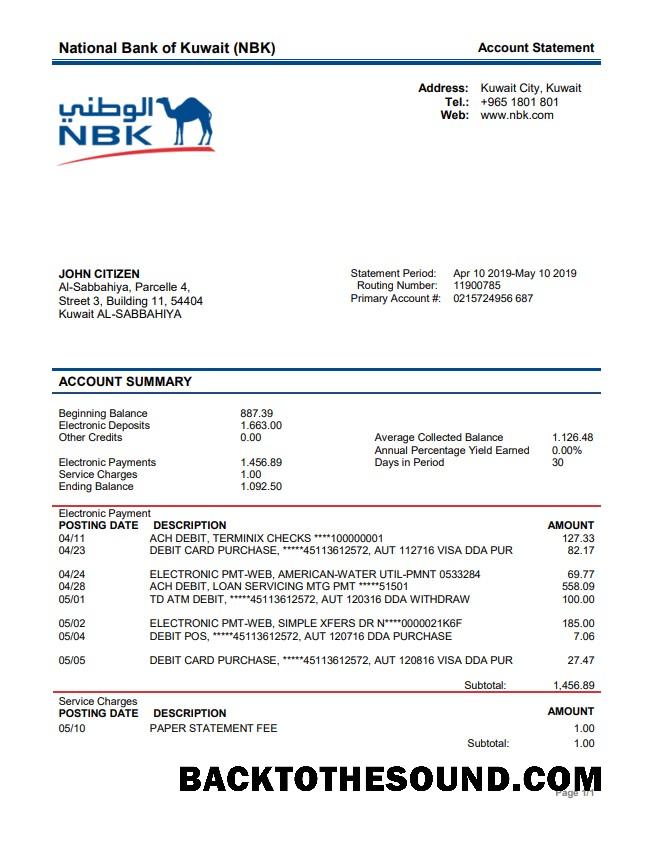 National Bank of Kuwait (NBK) Account Statement
Address: Kuwait City, Kuwait
Tel.: +965 1801 801
Web: www.nbk.com
الوطني
NBK
JOHN CITIZEN
Al-Sabbahiya, Parcelle 4,
Street 3, Building 11, 54404
Kuwait AL-SABBAHIYA
Statement Period: Apr 10 2019-May 10 2019
Routing Number: 11900785
Primary Account #: 0215724956 687
ACCOUNT SUMMARY
Beginning Balance 887.39
Electronic Deposits 1.663.00
Other Credits 0.00
Electronic Payments 1.456.89
Service Charges 1.00
Ending Balance 1.092.50
Average Collected Balance 1.126.48
Annual Percentage Yield Earned 0.00%
Days in Period 30
Electronic Payment
POSTING DATE DESCRIPTION AMOUNT
04/11 ACH DEBIT, TERMINIX CHECKS ****100000001 127.33
04/23 DEBIT CARD PURCHASE, *****45113612572, AUT 112716 VISA DDA PUR 82.17
04/24 ELECTRONIC PMT-WEB, AMERICAN-WATER UTIL-PMNT 0533284 69.77
04/28 ACH DEBIT, LOAN SERVICING MTG PMT *****51501 558.09
05/01 TD ATM DEBIT, *****45113612572, AUT 120316 DDA WITHDRAW 100.00
05/02 ELECTRONIC PMT-WEB, SIMPLE XFERS DR N****0000021K6F 185.00
05/04 DEBIT POS, *****45113612572, AUT 120716 DDA PURCHASE 7.06
05/05 DEBIT CARD PURCHASE, *****45113612572, AUT 120816 VISA DDA PUR 27.47
Subtotal: 1,456.89
Service Charges
POSTING DATE DESCRIPTION AMOUNT
05/10 PAPER STATEMENT FEE 1.00
Subtotal: 1.00
BACKTOTHESOUND.COM
Page 1/1